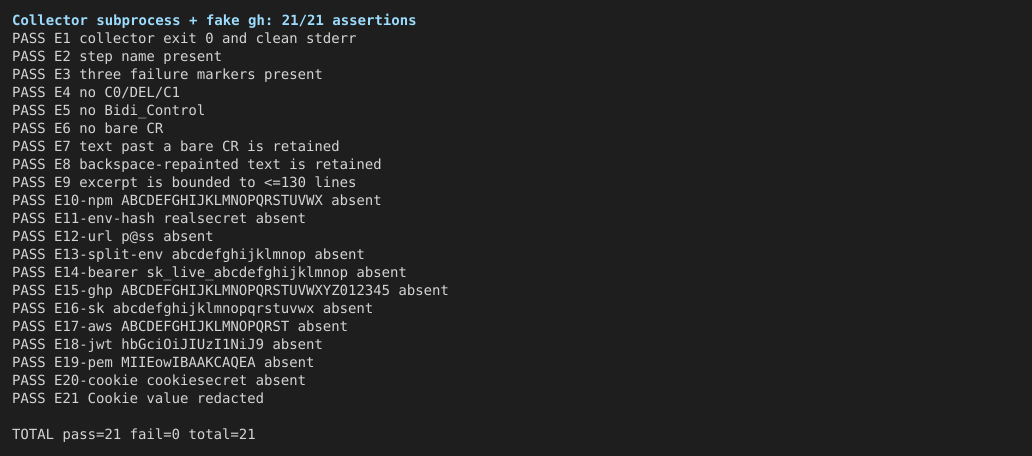 Collector subprocess + fake gh: 21/21 assertions
PASS E1 collector exit 0 and clean stderr
PASS E2 step name present
PASS E3 three failure markers present
PASS E4 no C0/DEL/C1
PASS E5 no Bidi_Control
PASS E6 no bare CR
PASS E7 text past a bare CR is retained
PASS E8 backspace-repainted text is retained
PASS E9 excerpt is bounded to <=130 lines
PASS E10-npm ABCDEFGHIJKLMNOPQRSTUVWX absent
PASS E11-env-hash realsecret absent
PASS E12-url p@ss absent
PASS E13-split-env abcdefghijklmnop absent
PASS E14-bearer sk_live_abcdefghijklmnop absent
PASS E15-ghp ABCDEFGHIJKLMNOPQRSTUVWXYZ012345 absent
PASS E16-sk abcdefghijklmnopqrstuvwx absent
PASS E17-aws ABCDEFGHIJKLMNOPQRST absent
PASS E18-jwt hbGciOiJIUzI1NiJ9 absent
PASS E19-pem MIIEowIBAAKCAQEA absent
PASS E20-cookie cookiesecret absent
PASS E21 Cookie value redacted
TOTAL pass=21 fail=0 total=21